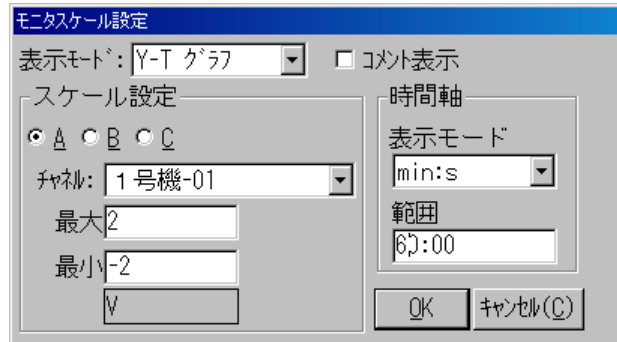 モニタスケール設定
表示ﾓｰﾄﾞ: Y-T ｸﾞﾗﾌ
コメント表示
スケール設定
A B C
ﾁｬﾈﾙ: 1号機-01
最大 2
最小 -2
V
時間軸
表示モード
min:s
範囲
60:00
OK ｷｬﾝｾﾙ(C)